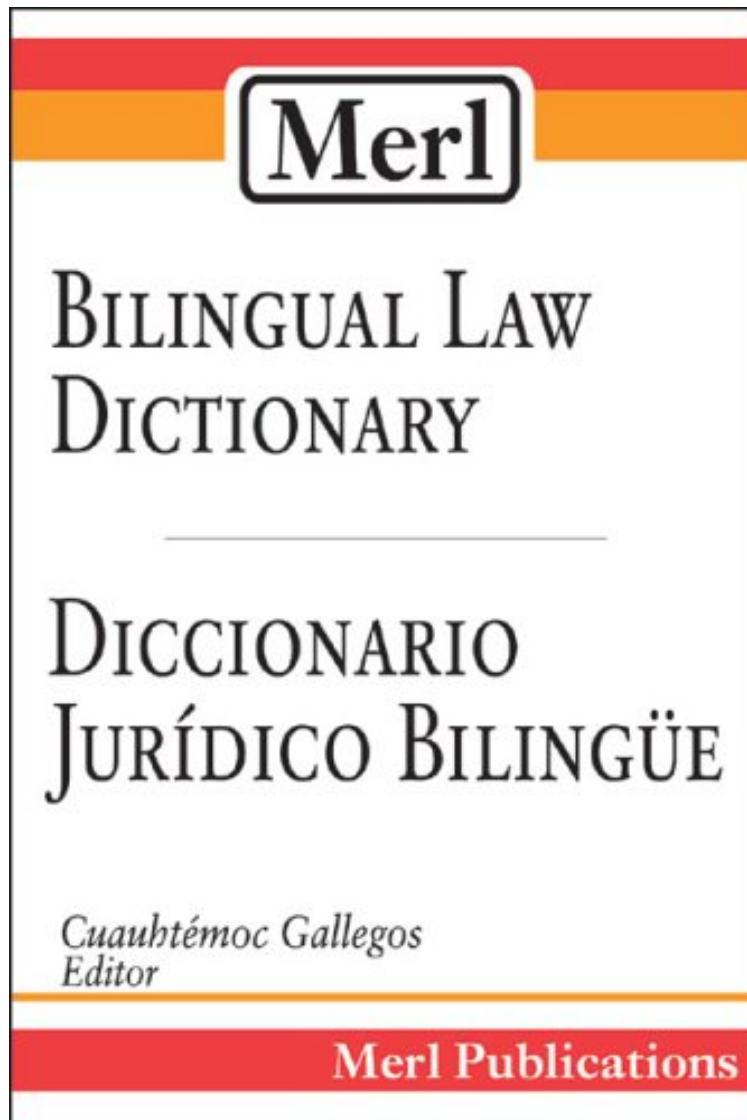 Merl
BILINGUAL LAW
DICTIONARY
DICCIONARIO
JURÍDICO BILINGÜE
Cuauhtémoc Gallegos
Editor
Merl Publications